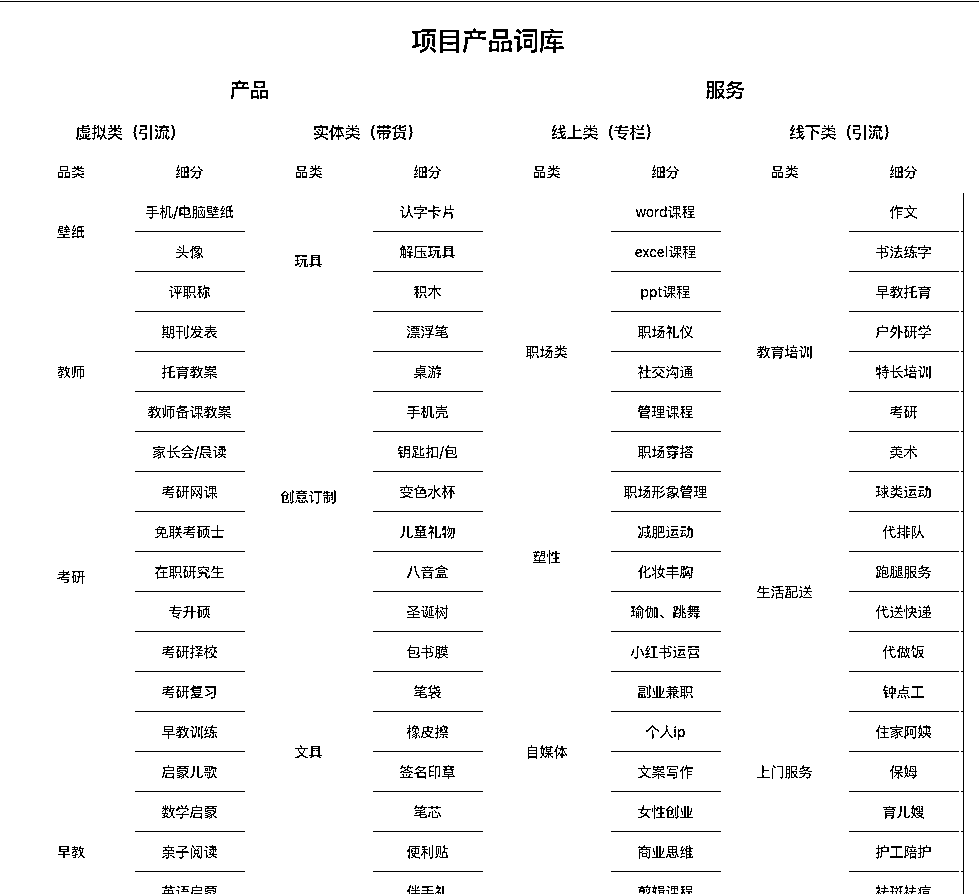 项目产品词库
产品 服务
虚拟类（引流） 实体类（带货） 线上类（专栏） 线下类（引流）
品类 细分 品类 细分 品类 细分 品类 细分
手机/电脑壁纸 认字卡片 word课程 作文
壁纸
头像 解压玩具 excel课程 书法练字
玩具
评职称 积木 ppt课程 早教托育
期刊发表 漂浮笔 职场礼仪 户外研学
职场类 教育培训
教师 托育教案 桌游 社交沟通 特长培训
教师备课教案 手机壳 管理课程 考研
家长会/晨读 钥匙扣/包 职场穿搭 美术
考研网课 创意订制 变色水杯 职场形象管理 球类运动
免联考硕士 儿童礼物 减肥运动 代排队
塑性
考研 在职研究生 八音盒 化妆丰胸 跑腿服务
生活配送
专升硕 圣诞树 瑜伽、跳舞 代送快递
考研择校 包书膜 小红书运营 代做饭
考研复习 笔袋 副业兼职 钟点工
早教训练 橡皮擦 个人ip 住家阿姨
文具 自媒体
启蒙儿歌 签名印章 文案写作 上门服务 保姆
数学启蒙 笔芯 女性创业 育儿嫂
早教 亲子阅读 便利贴 商业思维 护工陪护
英语启蒙 伴手礼 剪辑课程 祛斑祛痘